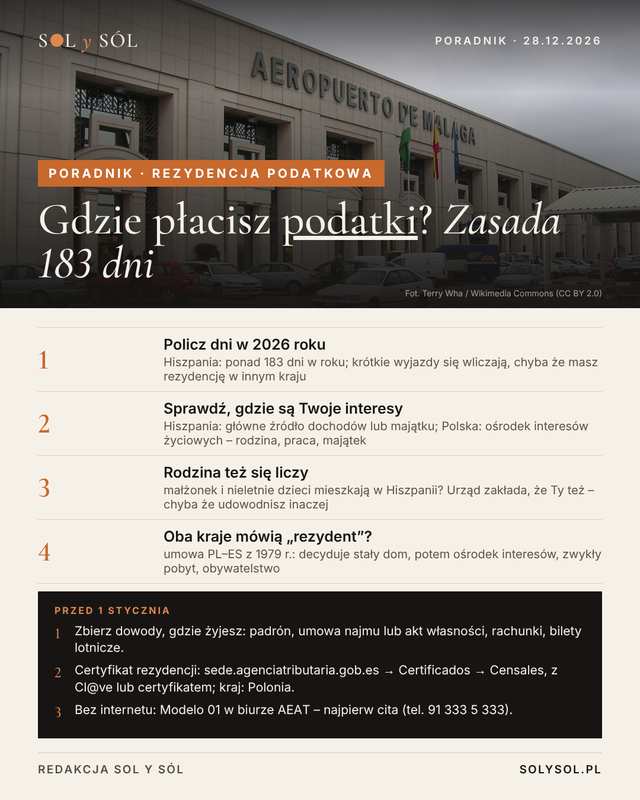 SOL y SÓL
PORADNIK · 28.12.2026
AEROPUERTO DE MALAGA
PORADNIK · REZYDENCJA PODATKOWA
Gdzie płacisz podatki? Zasada
183 dni
Fot. Terry Wha / Wikimedia Commons (CC BY 2.0)
1
Policz dni w 2026 roku
Hiszpania: ponad 183 dni w roku; krótkie wyjazdy się wliczają, chyba że masz
rezydencję w innym kraju
2
Sprawdź, gdzie są Twoje interesy
Hiszpania: główne źródło dochodów lub majątku; Polska: ośrodek interesów
życiowych – rodzina, praca, majątek
3
Rodzina też się liczy
małżonek i nieletnie dzieci mieszkają w Hiszpanii? Urząd zakłada, że Ty też –
chyba że udowodnisz inaczej
4
Oba kraje mówią „rezydent”?
umowa PL–ES z 1979 r.: decyduje stały dom, potem ośrodek interesów, zwykły
pobyt, obywatelstwo
PRZED 1 STYCZNIA
1 Zbierz dowody, gdzie żyjesz: padrón, umowa najmu lub akt własności, rachunki, bilety
lotnicze.
2 Certyfikat rezydencji: sede.agenciatributaria.gob.es → Certificados → Censales, z
Cl@ve lub certyfikatem; kraj: Polonia.
3 Bez internetu: Modelo 01 w biurze AEAT – najpierw cita (tel. 91 333 5 333).
REDAKCJA SOL Y SÓL
SOLYSOL.PL